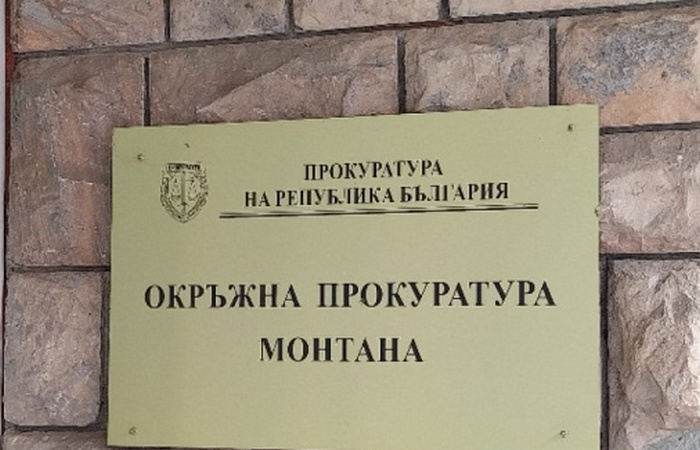 ПРОКУРАТУРА
НА РЕПУБЛИКА БЪЛГАРИЯ
ОКРЪЖНА ПРОКУРАТУРА
МОНТАНА